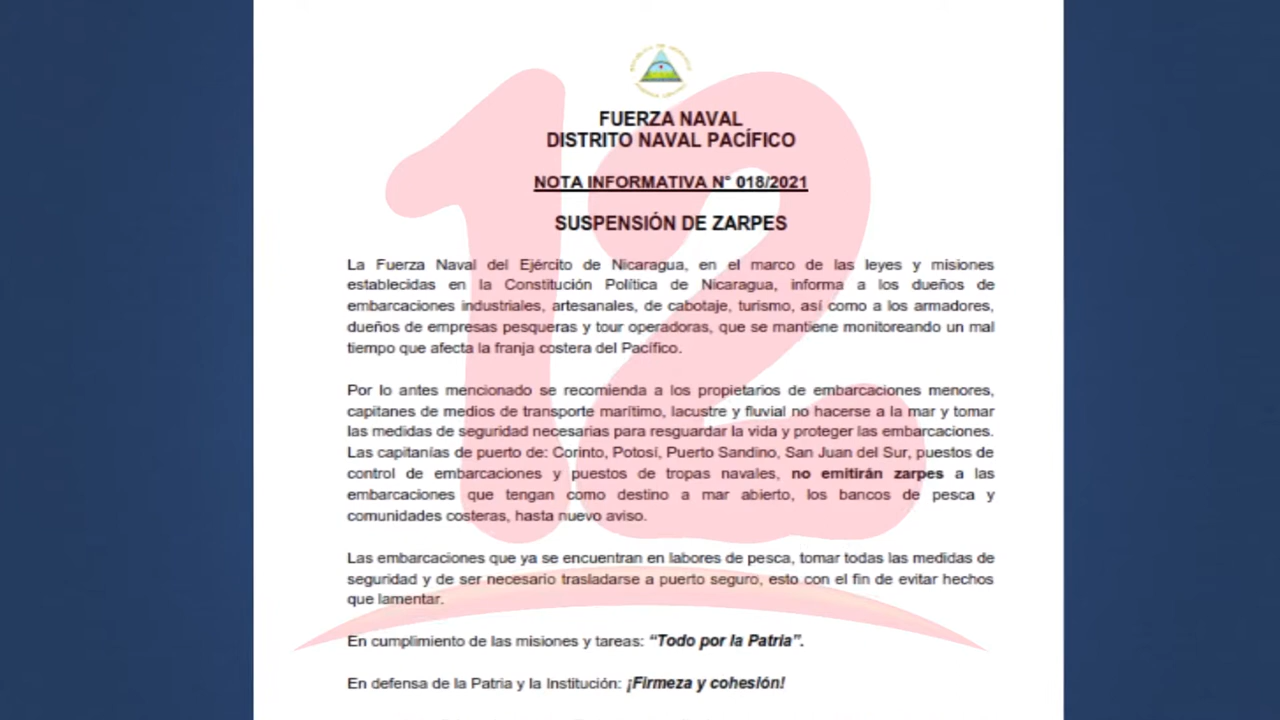 FUERZA NAVAL
DISTRITO NAVAL PACÍFICO
NOTA INFORMATIVA N° 018/2021
SUSPENSIÓN DE ZARPES
La Fuerza Naval del Ejército de Nicaragua, en el marco de las leyes y misiones
establecidas en la Constitución Política de Nicaragua, informa a los dueños de
embarcaciones industriales, artesanales, de cabotaje, turismo, así como a los armadores,
dueños de empresas pesqueras y tour operadoras, que se mantiene monitoreando un mal
tiempo que afecta la franja costera del Pacífico.
Por lo antes mencionado se recomienda a los propietarios de embarcaciones menores,
capitanes de medios de transporte marítimo, lacustre y fluvial no hacerse a la mar y tomar
las medidas de seguridad necesarias para resguardar la vida y proteger las embarcaciones.
Las capitanías de puerto de: Corinto, Potosí, Puerto Sandino, San Juan del Sur, puestos de
control de embarcaciones y puestos de tropas navales, no emitirán zarpes a las
embarcaciones que tengan como destino a mar abierto, los bancos de pesca y
comunidades costeras, hasta nuevo aviso.
Las embarcaciones que ya se encuentran en labores de pesca, tomar todas las medidas de
seguridad y de ser necesario trasladarse a puerto seguro, esto con el fin de evitar hechos
que lamentar.
En cumplimiento de las misiones y tareas: “Todo por la Patria”.
En defensa de la Patria y la Institución: ¡Firmeza y cohesión!
12